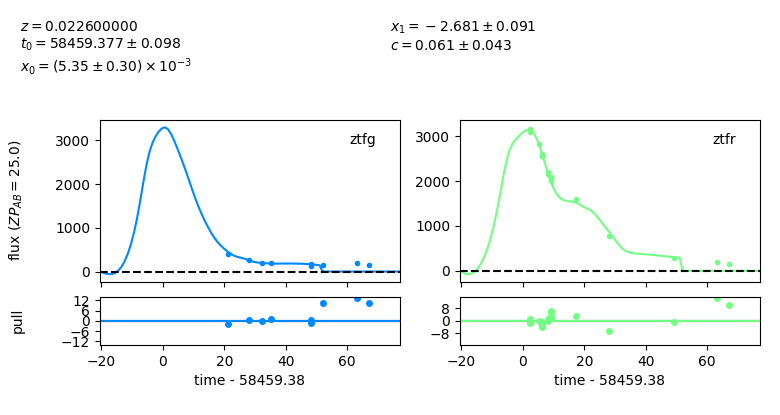 z = 0.022600000
t₀ = 58459.377 ± 0.098
x₀ = (5.35 ± 0.30) × 10⁻³
x₁ = −2.681 ± 0.091
c = 0.061 ± 0.043
flux (ZP_AB = 25.0)
3000
2000
1000
0
ztfg
3000
2000
1000
0
ztfr
pull
12
6
0
−6
−12
8
0
−8
−20
0
20
40
60
time - 58459.38
−20
0
20
40
60
time - 58459.38